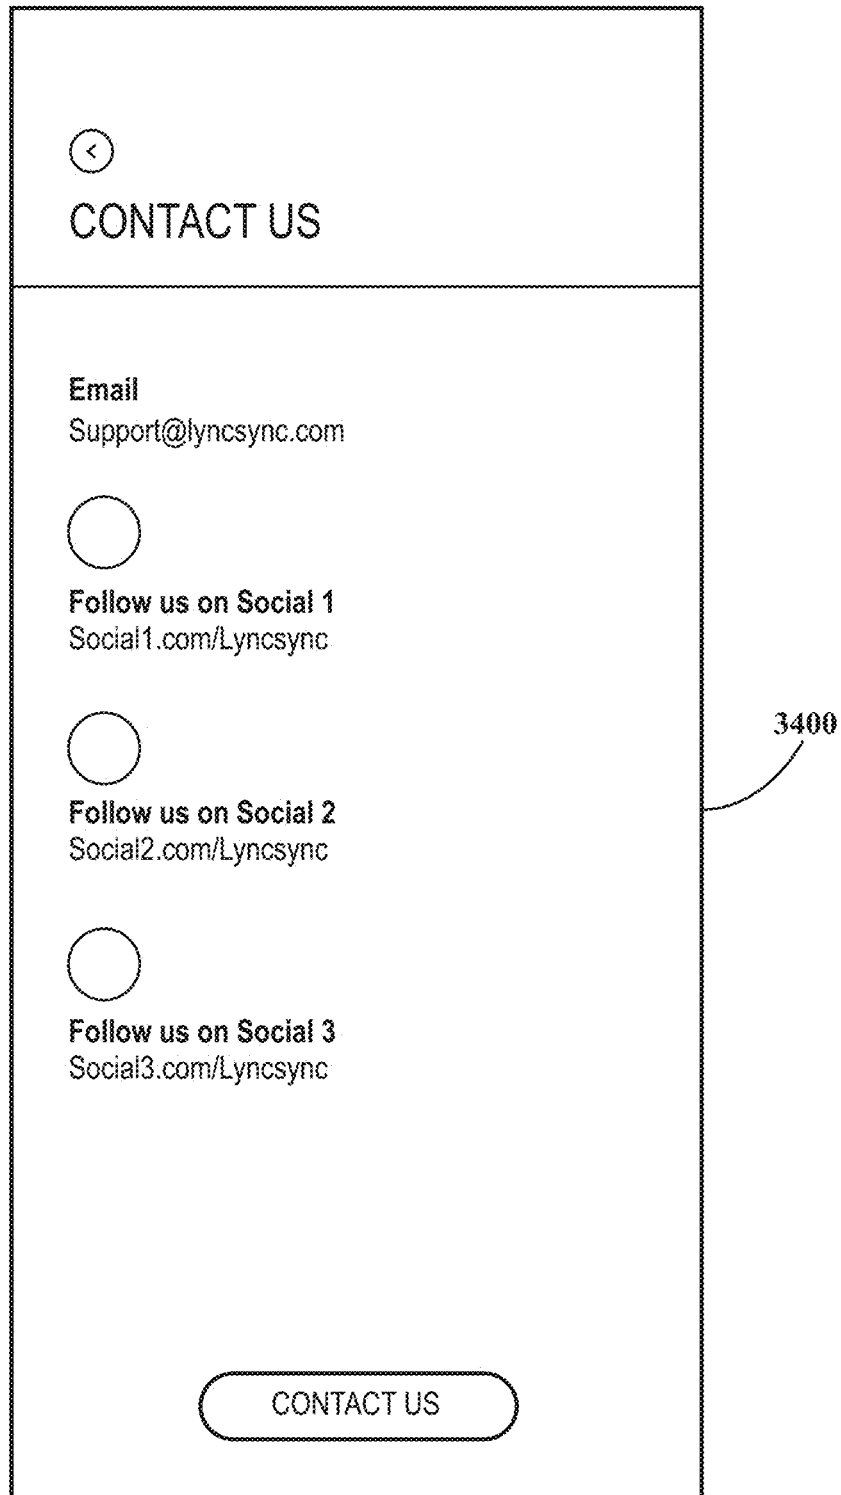 <
CONTACT US
Email
Support@lyncsync.com
Follow us on Social 1
Social1.com/Lyncsync
3400
Follow us on Social 2
Social2.com/Lyncsync
Follow us on Social 3
Social3.com/Lyncsync
CONTACT US